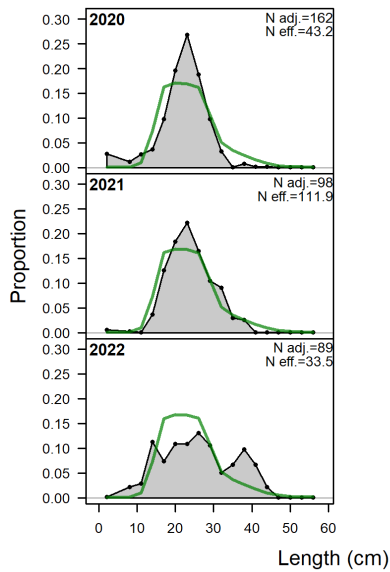 2020
N adj.=162
N eff.=43.2
0.30
0.25
0.20
0.15
0.10
0.05
0.00
2021
N adj.=98
N eff.=111.9
0.30
0.25
0.20
0.15
0.10
0.05
0.00
2022
N adj.=89
N eff.=33.5
0.30
0.25
0.20
0.15
0.10
0.05
0.00
Proportion
0 10 20 30 40 50 60
Length (cm)